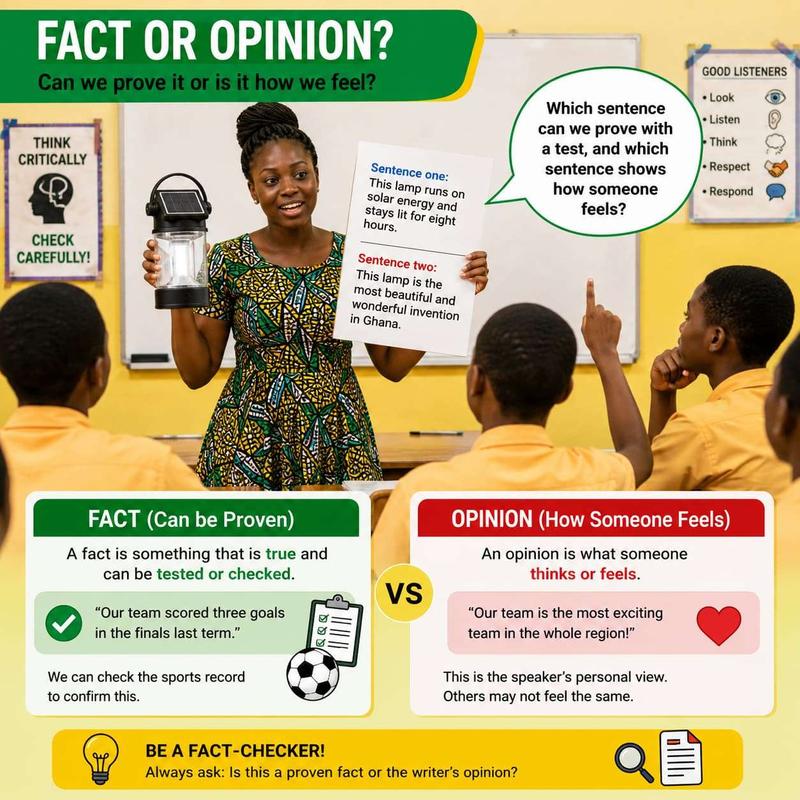 FACT OR OPINION?
Can we prove it or is it how we feel?
THINK
CRITICALLY
CHECK
CAREFULLY!
Sentence one:
This lamp runs on
solar energy and
stays lit for eight
hours.
Sentence two:
This lamp is the
most beautiful and
wonderful invention
in Ghana.
Which sentence
can we prove with
a test, and which
sentence shows
how someone
feels?
GOOD LISTENERS
• Look
• Listen
• Think
• Respect
• Respond
FACT (Can be Proven)
A fact is something that is true and
can be tested or checked.
“Our team scored three goals
in the finals last term.”
We can check the sports record
to confirm this.
VS
OPINION (How Someone Feels)
An opinion is what someone
thinks or feels.
“Our team is the most exciting
team in the whole region!”
This is the speaker’s personal view.
Others may not feel the same.
BE A FACT-CHECKER!
Always ask: Is this a proven fact or the writer’s opinion?